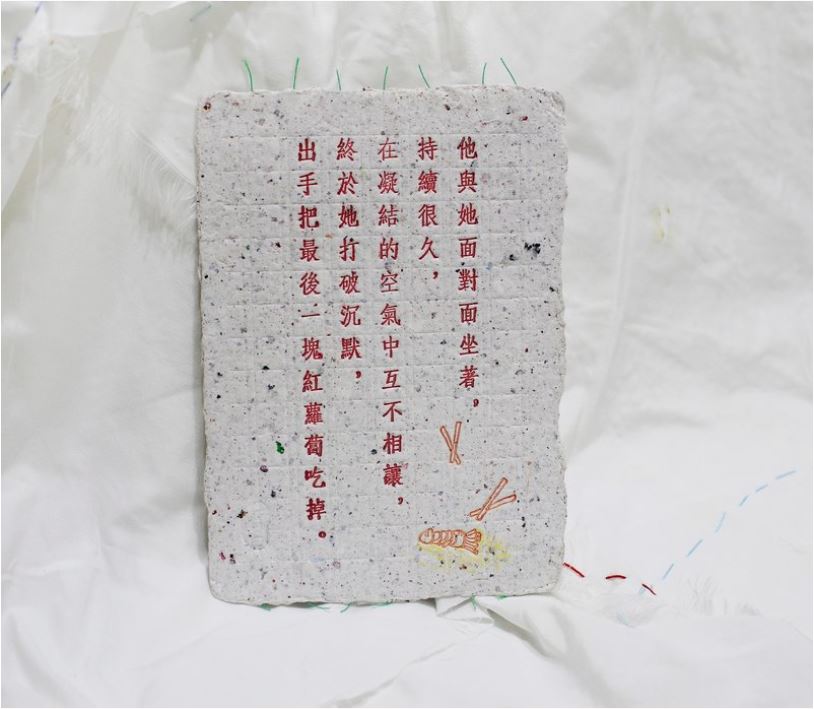 他與她面對面坐著，
持續很久，
在凝結的空氣中互不相讓，
終於她打破沉默，
出手把最後一塊紅蘿蔔吃掉。